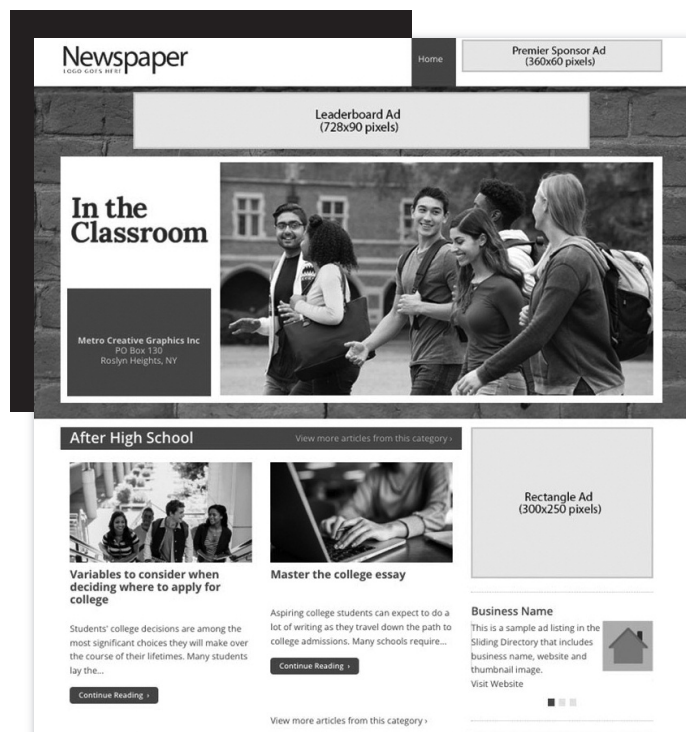 Newspaper
LOGO GOES HERE
Home
Premier Sponsor Ad
(360x60 pixels)
Leaderboard Ad
(728x90 pixels)
In the
Classroom
Metro Creative Graphics Inc
PO Box 130
Roslyn Heights, NY
After High School
View more articles from this category ›
Variables to consider when
deciding where to apply for
college
Students' college decisions are among the
most significant choices they will make over
the course of their lifetimes. Many students
lay the...
Continue Reading ›
Master the college essay
Aspiring college students can expect to do a
lot of writing as they travel down the path to
college admissions. Many schools require...
Continue Reading ›
View more articles from this category ›
Rectangle Ad
(300x250 pixels)
Business Name
This is a sample ad listing in the
Sliding Directory that includes
business name, website and
thumbnail image.
Visit Website